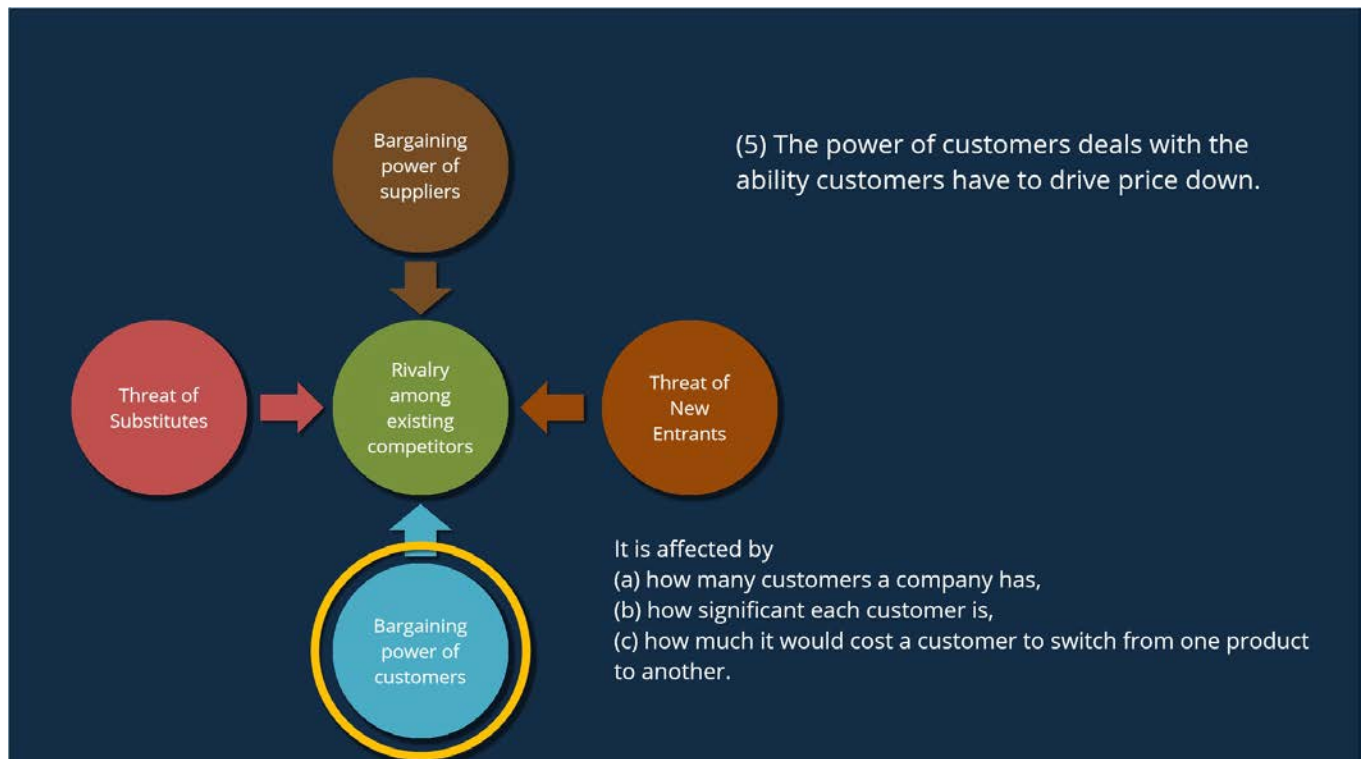 Bargaining
power of
suppliers
(5) The power of customers deals with the
ability customers have to drive price down.
Threat of
Substitutes
Rivalry
among
existing
competitors
Threat of
New
Entrants
Bargaining
power of
customers
It is affected by
(a) how many customers a company has,
(b) how significant each customer is,
(c) how much it would cost a customer to switch from one product
to another.